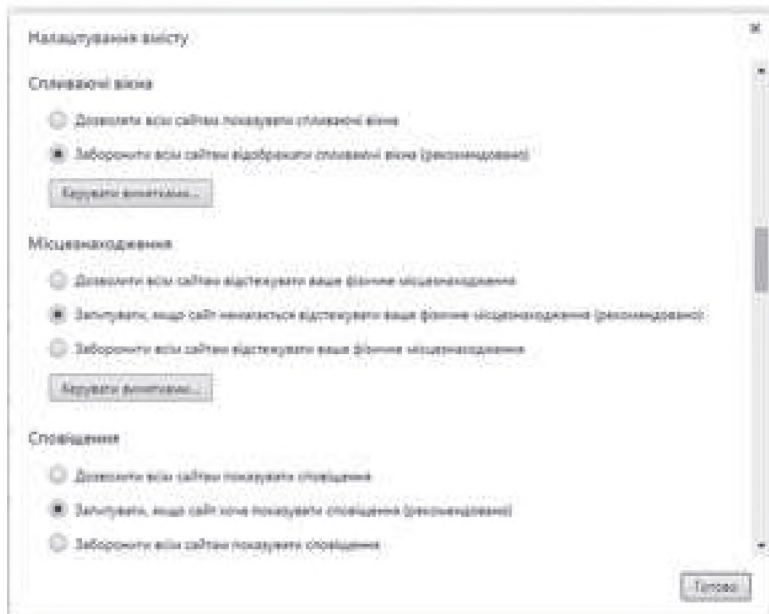 Налаштування вмісту
Спливаючі вікна
Дозволити всім сайтам показувати спливаючі вікна
Заборонити всім сайтам відображати спливаючі вікна (рекомендовано)
Керувати винятками...
Місцезнаходження
Дозволити всім сайтам відстежувати ваше фізичне місцезнаходження
Запитувати, якщо сайт намагається відстежувати ваше фізичне місцезнаходження (рекомендовано)
Заборонити всім сайтам відстежувати ваше фізичне місцезнаходження
Керувати винятками...
Сповіщення
Дозволити всім сайтам показувати сповіщення
Запитувати, якщо сайт хоче показувати сповіщення (рекомендовано)
Заборонити всім сайтам показувати сповіщення
Готово